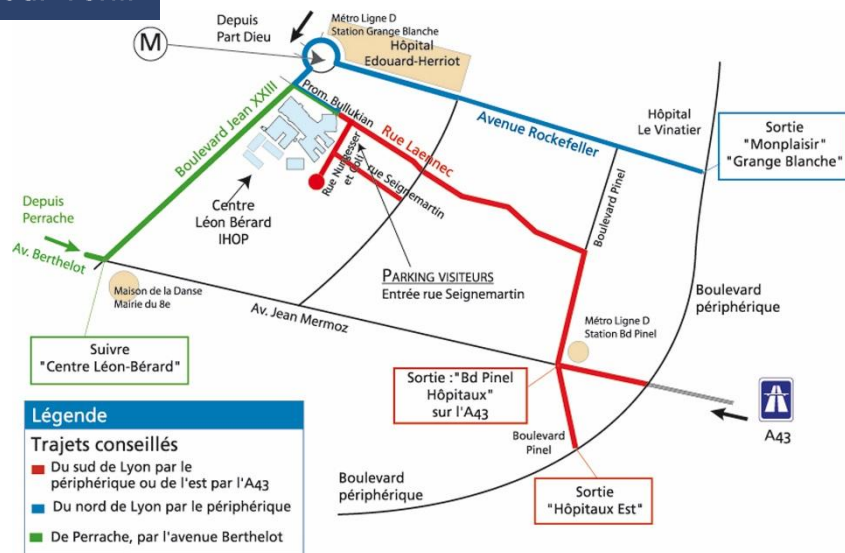 Depuis
Part Dieu
Métro Ligne D
Station Grange Blanche
M
Hôpital
Edouard-Herriot
Prom. Bullukian
Boulevard Jean XXIII
Rue Laennec
Avenue Rockefeller
Hôpital
Le Vinatier
Sortie
"Monplaisir"
"Grange Blanche"
Rue Nungesser
et Coli
rue Seignemartin
Boulevard Pinel
Centre
Léon Bérard
IHOP
Depuis
Perrache
Av. Berthelot
PARKING VISITEURS
Entrée rue Seignemartin
Boulevard
périphérique
Maison de la Danse
Mairie du 8e
Av. Jean Mermoz
Métro Ligne D
Station Bd Pinel
Suivre
"Centre Léon-Bérard"
Sortie :"Bd Pinel
Hôpitaux"
sur l'A43
A43
Boulevard
Pinel
Boulevard
périphérique
Sortie
"Hôpitaux Est"
Légende
Trajets conseillés
Du sud de Lyon par le
périphérique ou de l'est par l'A43
Du nord de Lyon par le périphérique
De Perrache, par l'avenue Berthelot